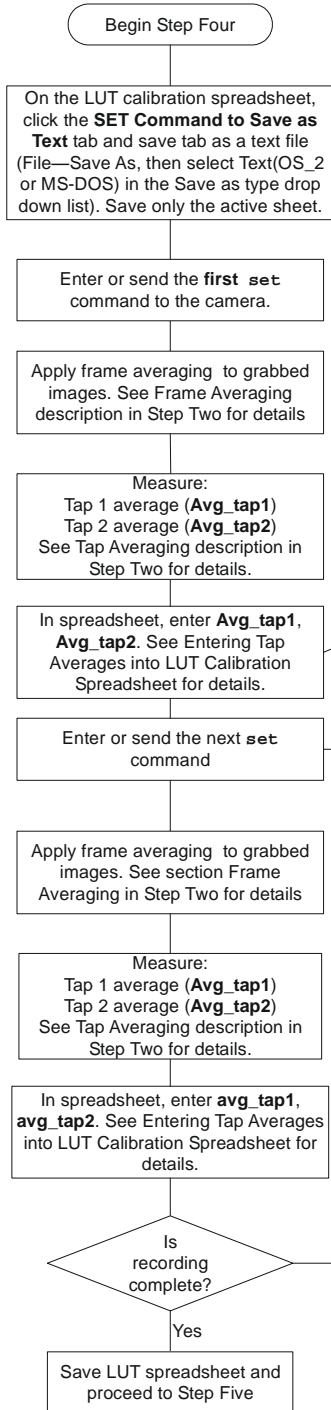 Begin Step Four
On the LUT calibration spreadsheet,
click the SET Command to Save as
Text tab and save tab as a text file
(File—Save As, then select Text(OS_2
or MS-DOS) in the Save as type drop
down list). Save only the active sheet.
Enter or send the first set
command to the camera.
Apply frame averaging to grabbed
images. See Frame Averaging
description in Step Two for details
Measure:
Tap 1 average (Avg_tap1)
Tap 2 average (Avg_tap2)
See Tap Averaging description in
Step Two for details.
In spreadsheet, enter Avg_tap1,
Avg_tap2. See Entering Tap
Averages into LUT Calibration
Spreadsheet for details.
Enter or send the next set
command
Apply frame averaging to grabbed
images. See section Frame
Averaging in Step Two for details
Measure:
Tap 1 average (Avg_tap1)
Tap 2 average (Avg_tap2)
See Tap Averaging description in
Step Two for details.
In spreadsheet, enter avg_tap1,
avg_tap2. See Entering Tap Averages
into LUT Calibration Spreadsheet for
details.
Is
recording
complete?
Yes
Save LUT spreadsheet and
proceed to Step Five